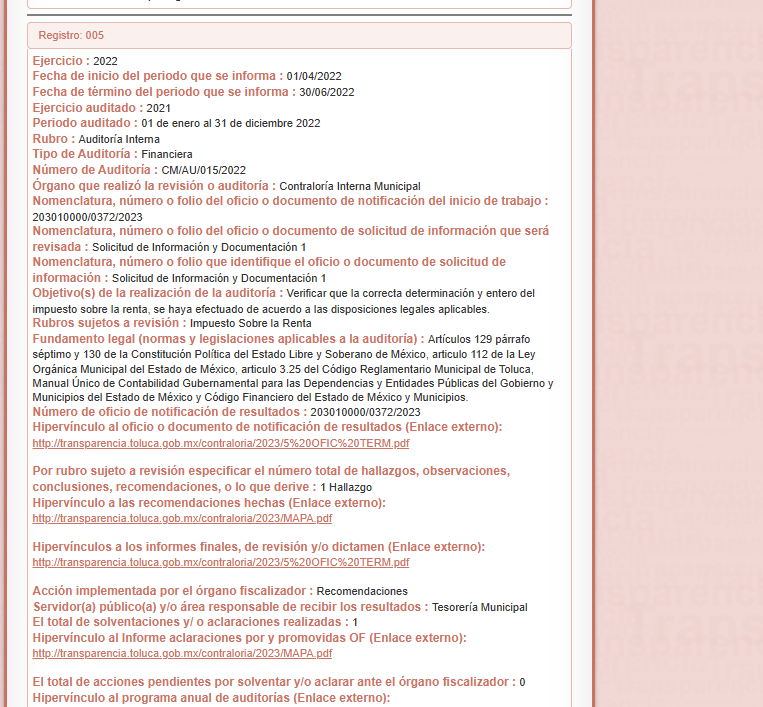 Registro: 005
Ejercicio : 2022
Fecha de inicio del periodo que se informa : 01/04/2022
Fecha de término del periodo que se informa : 30/06/2022
Ejercicio auditado : 2021
Periodo auditado : 01 de enero al 31 de diciembre 2022
Rubro : Auditoría Interna
Tipo de Auditoría : Financiera
Número de Auditoría : CM/AU/015/2022
Órgano que realizó la revisión o auditoría : Contraloría Interna Municipal
Nomenclatura, número o folio del oficio o documento de notificación del inicio de trabajo :
203010000/0372/2023
Nomenclatura, número o folio del oficio o documento de solicitud de información que será
revisada : Solicitud de Información y Documentación 1
Nomenclatura, número o folio que identifique el oficio o documento de solicitud de
información : Solicitud de Información y Documentación 1
Objetivo(s) de la realización de la auditoría : Verificar que la correcta determinación y entero del
impuesto sobre la renta, se haya efectuado de acuerdo a las disposiciones legales aplicables.
Rubros sujetos a revisión : Impuesto Sobre la Renta
Fundamento legal (normas y legislaciones aplicables a la auditoría) : Artículos 129 párrafo
séptimo y 130 de la Constitución Política del Estado Libre y Soberano de México, articulo 112 de la Ley
Orgánica Municipal del Estado de México, articulo 3.25 del Código Reglamentario Municipal de Toluca,
Manual Único de Contabilidad Gubernamental para las Dependencias y Entidades Públicas del Gobierno y
Municipios del Estado de México y Código Financiero del Estado de México y Municipios.
Número de oficio de notificación de resultados : 203010000/0372/2023
Hipervínculo al oficio o documento de notificación de resultados (Enlace externo):
http://transparencia.toluca.gob.mx/contraloria/2023/5%20OFIC%20TERM.pdf
Por rubro sujeto a revisión especificar el número total de hallazgos, observaciones,
conclusiones, recomendaciones, o lo que derive : 1 Hallazgo
Hipervínculo a las recomendaciones hechas (Enlace externo):
http://transparencia.toluca.gob.mx/contraloria/2023/MAPA.pdf
Hipervínculos a los informes finales, de revisión y/o dictamen (Enlace externo):
http://transparencia.toluca.gob.mx/contraloria/2023/5%20OFIC%20TERM.pdf
Acción implementada por el órgano fiscalizador : Recomendaciones
Servidor(a) público(a) y/o área responsable de recibir los resultados : Tesorería Municipal
El total de solventaciones y/ o aclaraciones realizadas : 1
Hipervínculo al Informe aclaraciones por y promovidas OF (Enlace externo):
http://transparencia.toluca.gob.mx/contraloria/2023/MAPA.pdf
El total de acciones pendientes por solventar y/o aclarar ante el órgano fiscalizador : 0
Hipervínculo al programa anual de auditorías (Enlace externo):